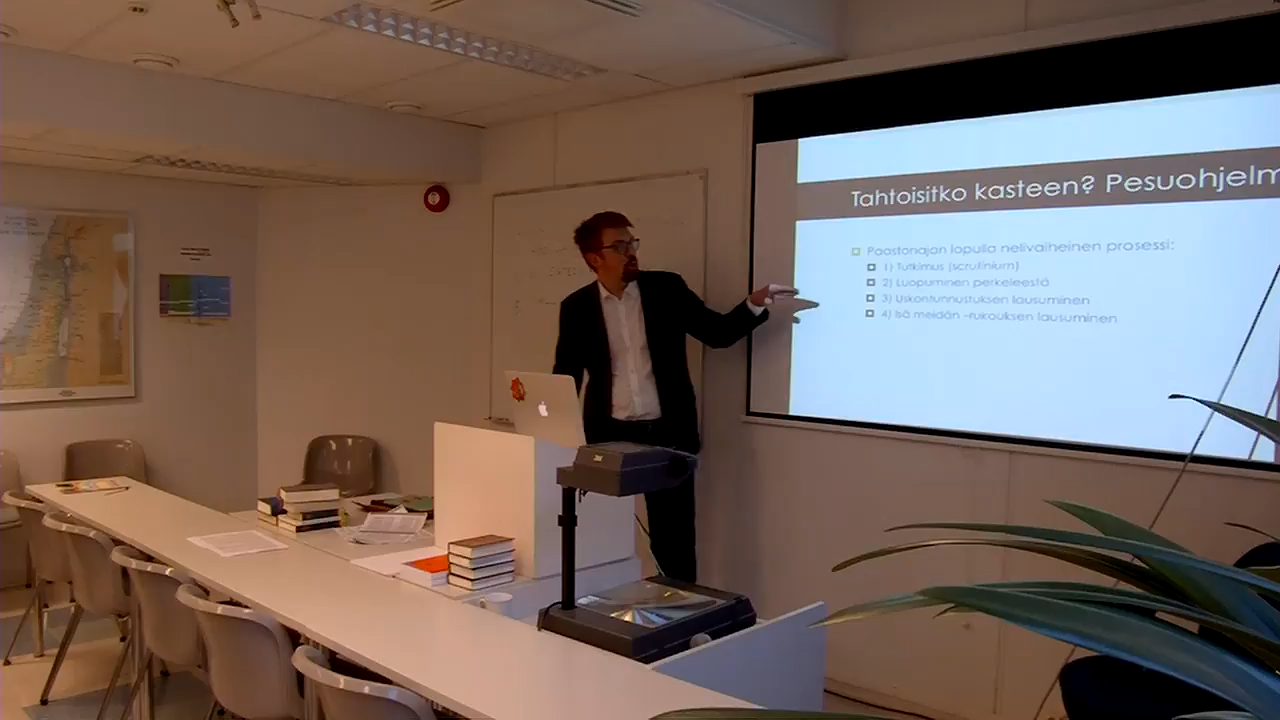 Tahtoisitko kasteen? Pesuohjelm
Paastonajan lopulla nelivaiheinen prosessi:
1) Tutkimus (scrutinium)
2) Luopuminen perkeleestä
3) Uskontunnustuksen lausuminen
4) Isä meidän -rukouksen lausuminen